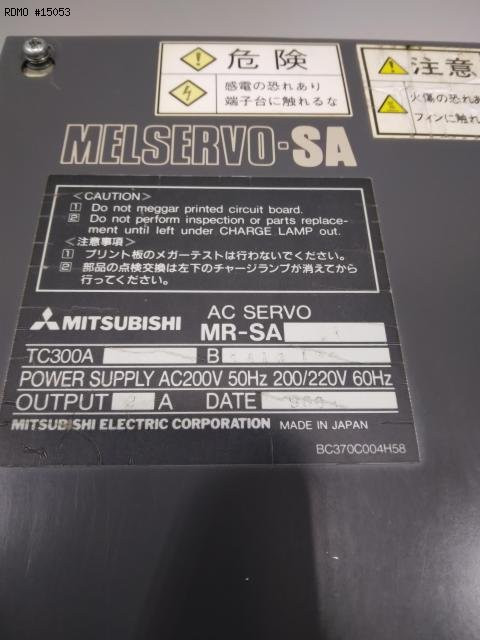 RDMO #15053
危険
感電の恐れあり
端子台に触れるな
注意
火傷の恐れあ
フィンに触れ
MELSERVO-SA
<CAUTION>
1 Do not meggar printed circuit board.
2 Do not perform inspection or parts replace-
ment until left under CHARGE LAMP out.
<注意事項>
1 プリント板のメガーテストは行わないでください。
2 部品の点検交換は左下のチャージランプが消えてから
行ってください。
MITSUBISHI
AC SERVO
MR-SA
TC300A B
POWER SUPPLY AC200V 50Hz 200/220V 60Hz
OUTPUT A DATE
MITSUBISHI ELECTRIC CORPORATION MADE IN JAPAN
BC370C004H58